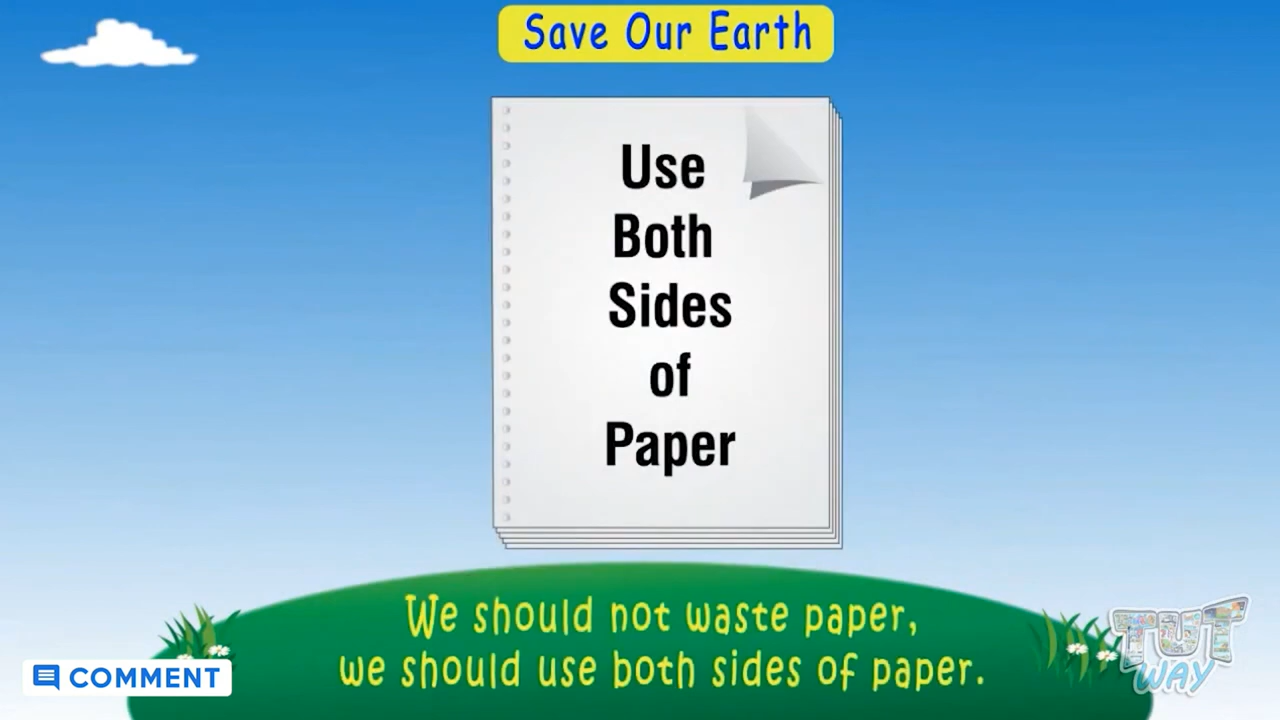 Save Our Earth
Use
Both
Sides
of
Paper
We should not waste paper,
we should use both sides of paper.
COMMENT
TUT
WAY